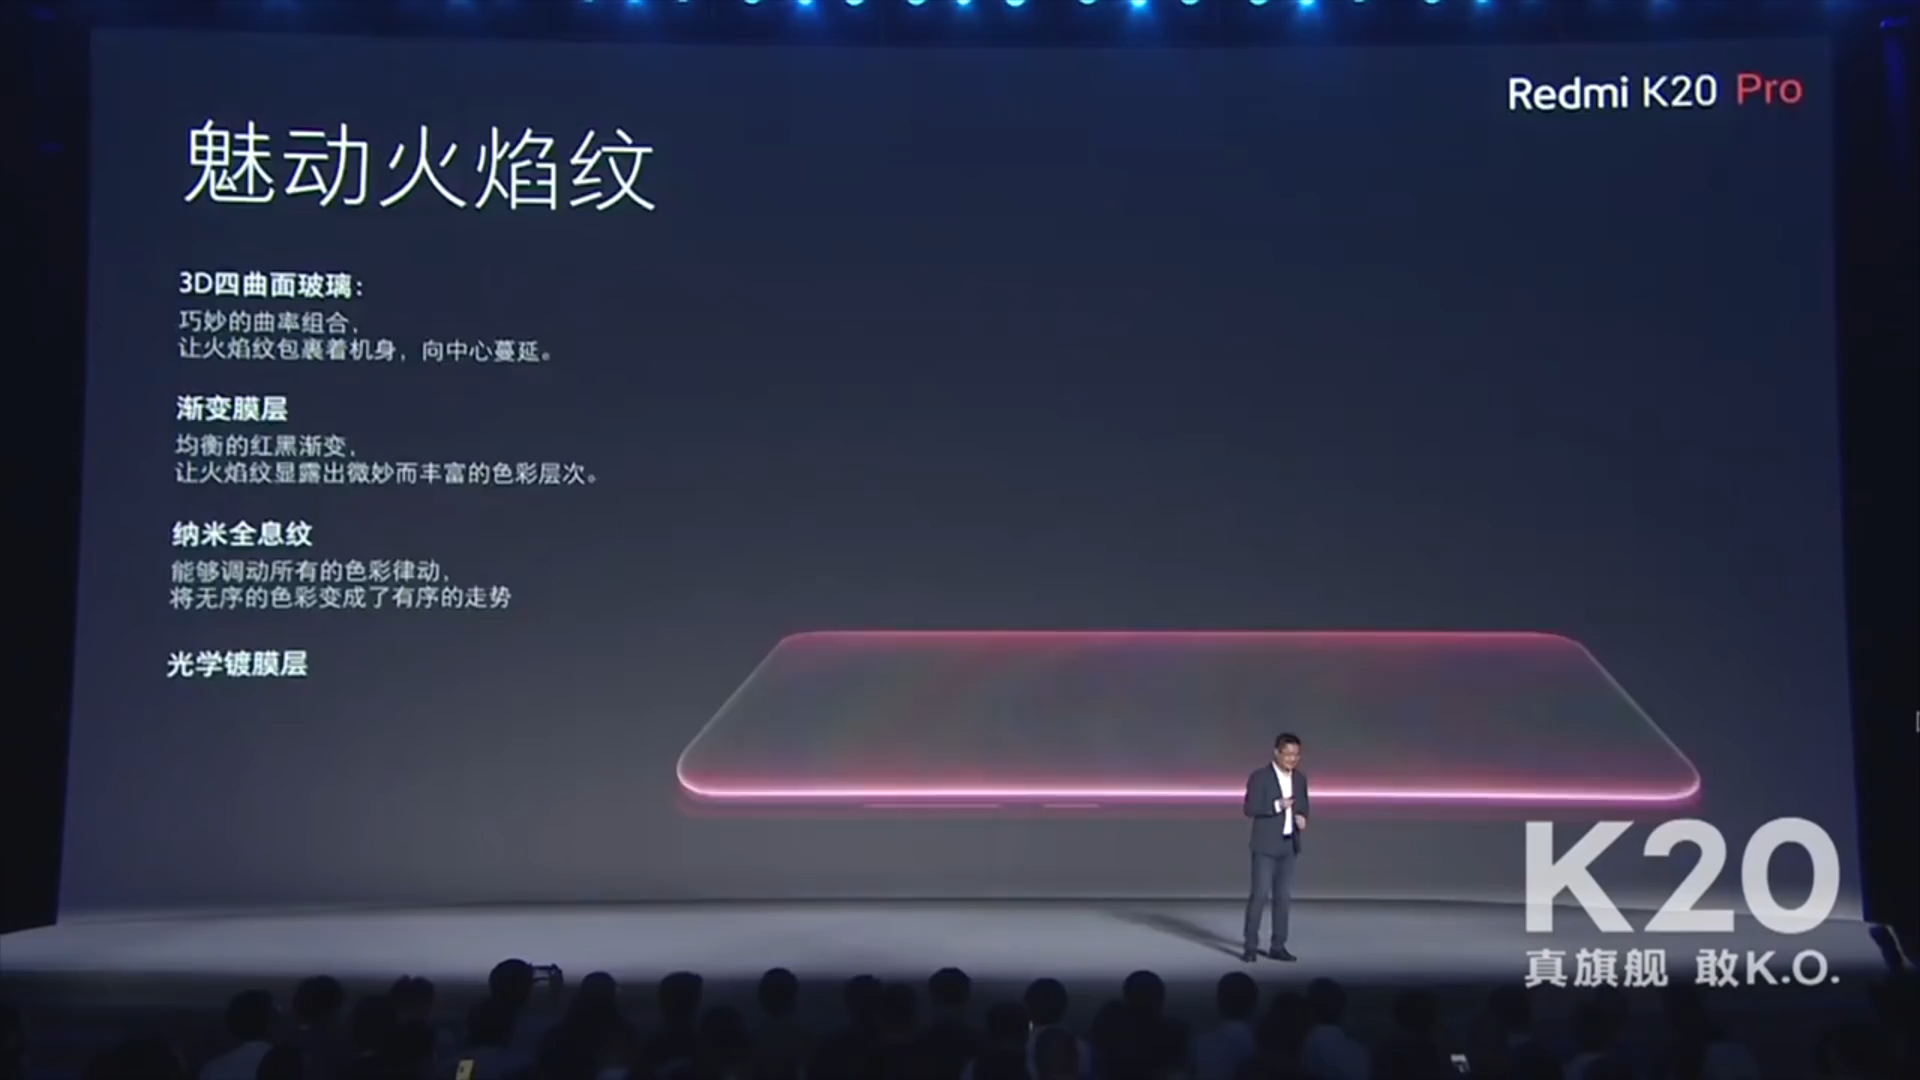 Redmi K20 Pro
魅动火焰纹
3D四曲面玻璃：
巧妙的曲率组合，
让火焰纹包裹着机身，向中心蔓延。
渐变膜层
均衡的红黑渐变，
让火焰纹显露出微妙而丰富的色彩层次。
纳米全息纹
能够调动所有的色彩律动，
将无序的色彩变成了有序的走势
光学镀膜层
K20
真旗舰 敢K.O.